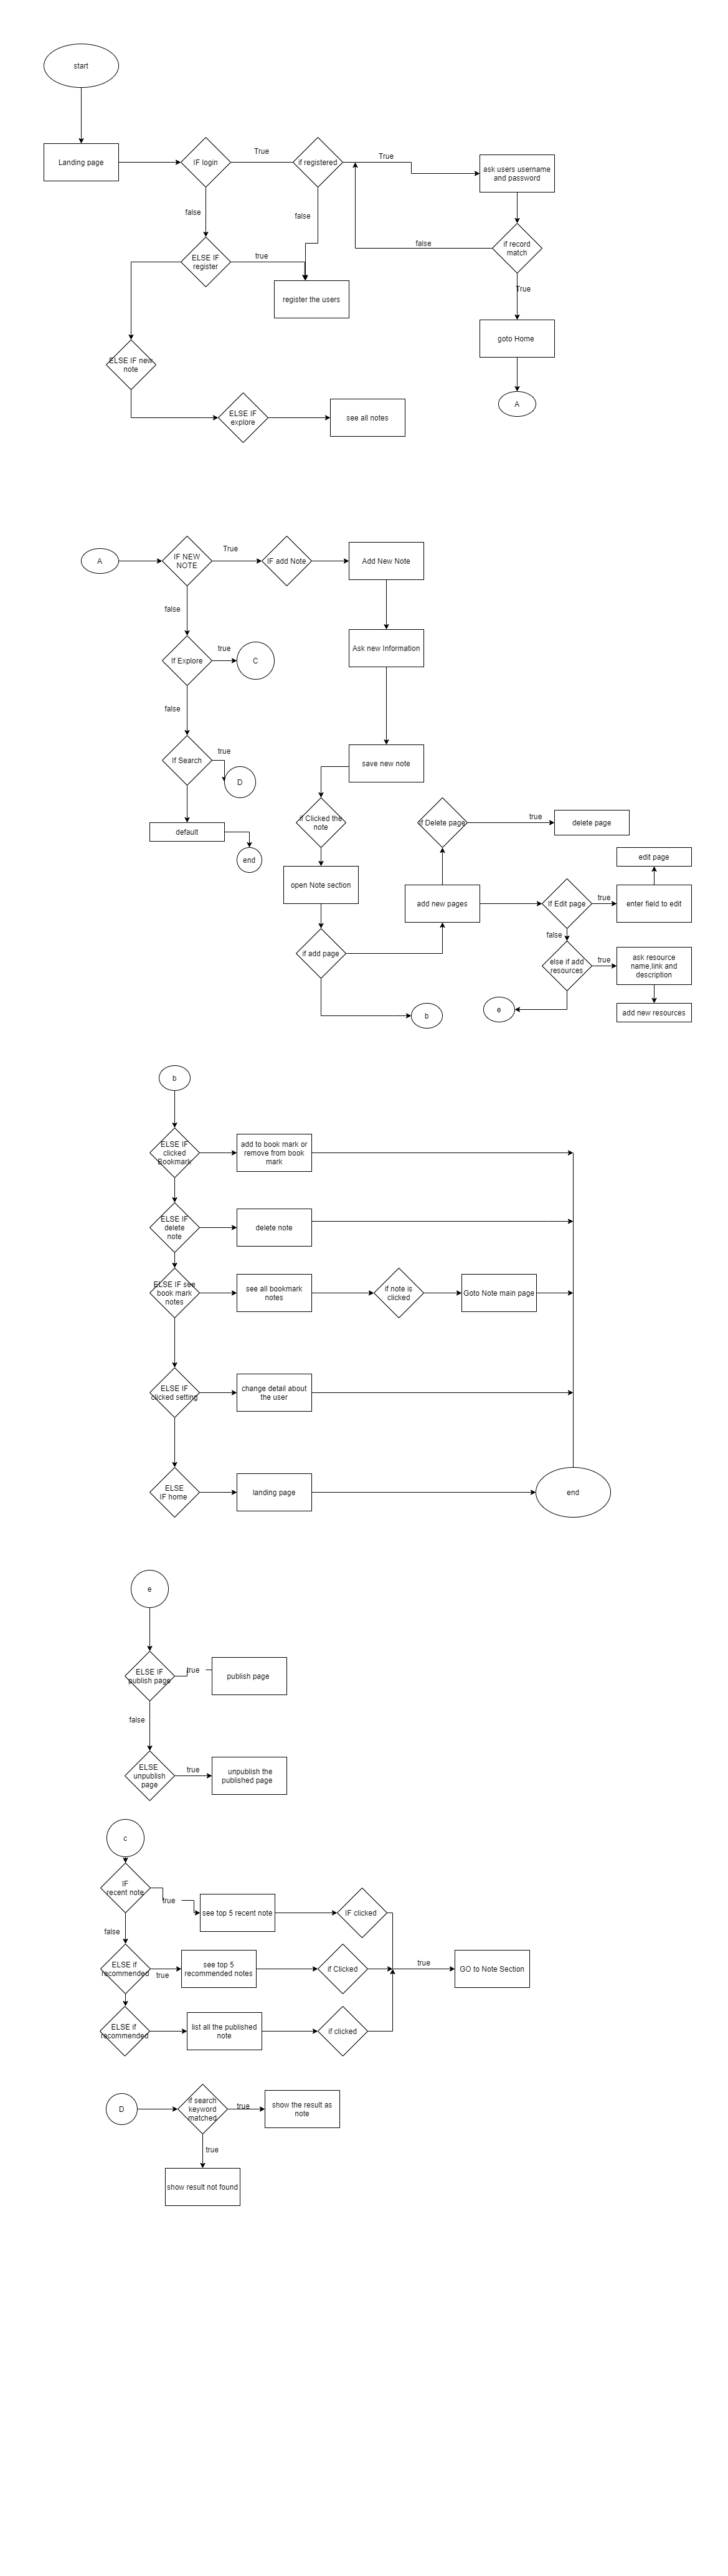 start
Landing page
IF login
True
if registered
True
ask users username
and password
false
false
false
if record
match
ELSE IF
register
true
True
register the users
goto Home
ELSE IF new
note
A
ELSE IF
explore
see all notes
A
IF NEW
NOTE
True
IF add Note
Add New Note
false
Ask new Information
If Explore
true
C
false
If Search
true
D
save new note
default
end
if Clicked the
note
if Delete page
true
delete page
edit page
open Note section
add new pages
If Edit page
true
enter field to edit
false
if add page
else if add
resources
true
ask resource
name,link and
description
b
e
add new resources
b
ELSE IF
clicked
Bookmark
add to book mark or
remove from book
mark
ELSE IF
delete
note
delete note
ELSE IF see
book mark
notes
see all bookmark
notes
if note is
clicked
Goto Note main page
ELSE IF
clicked setting
change detail about
the user
ELSE
IF home
landing page
end
e
ELSE IF
publish page
true
publish page
false
ELSE
unpublish
page
true
unpublish the
published page
c
IF
recent note
true
see top 5 recent note
IF clicked
false
ELSE if
recommended
true
see top 5
recommended notes
if Clicked
true
GO to Note Section
ELSE if
recommended
list all the published
note
if clicked
D
if search
keyword
matched
true
show the result as
note
true
show result not found